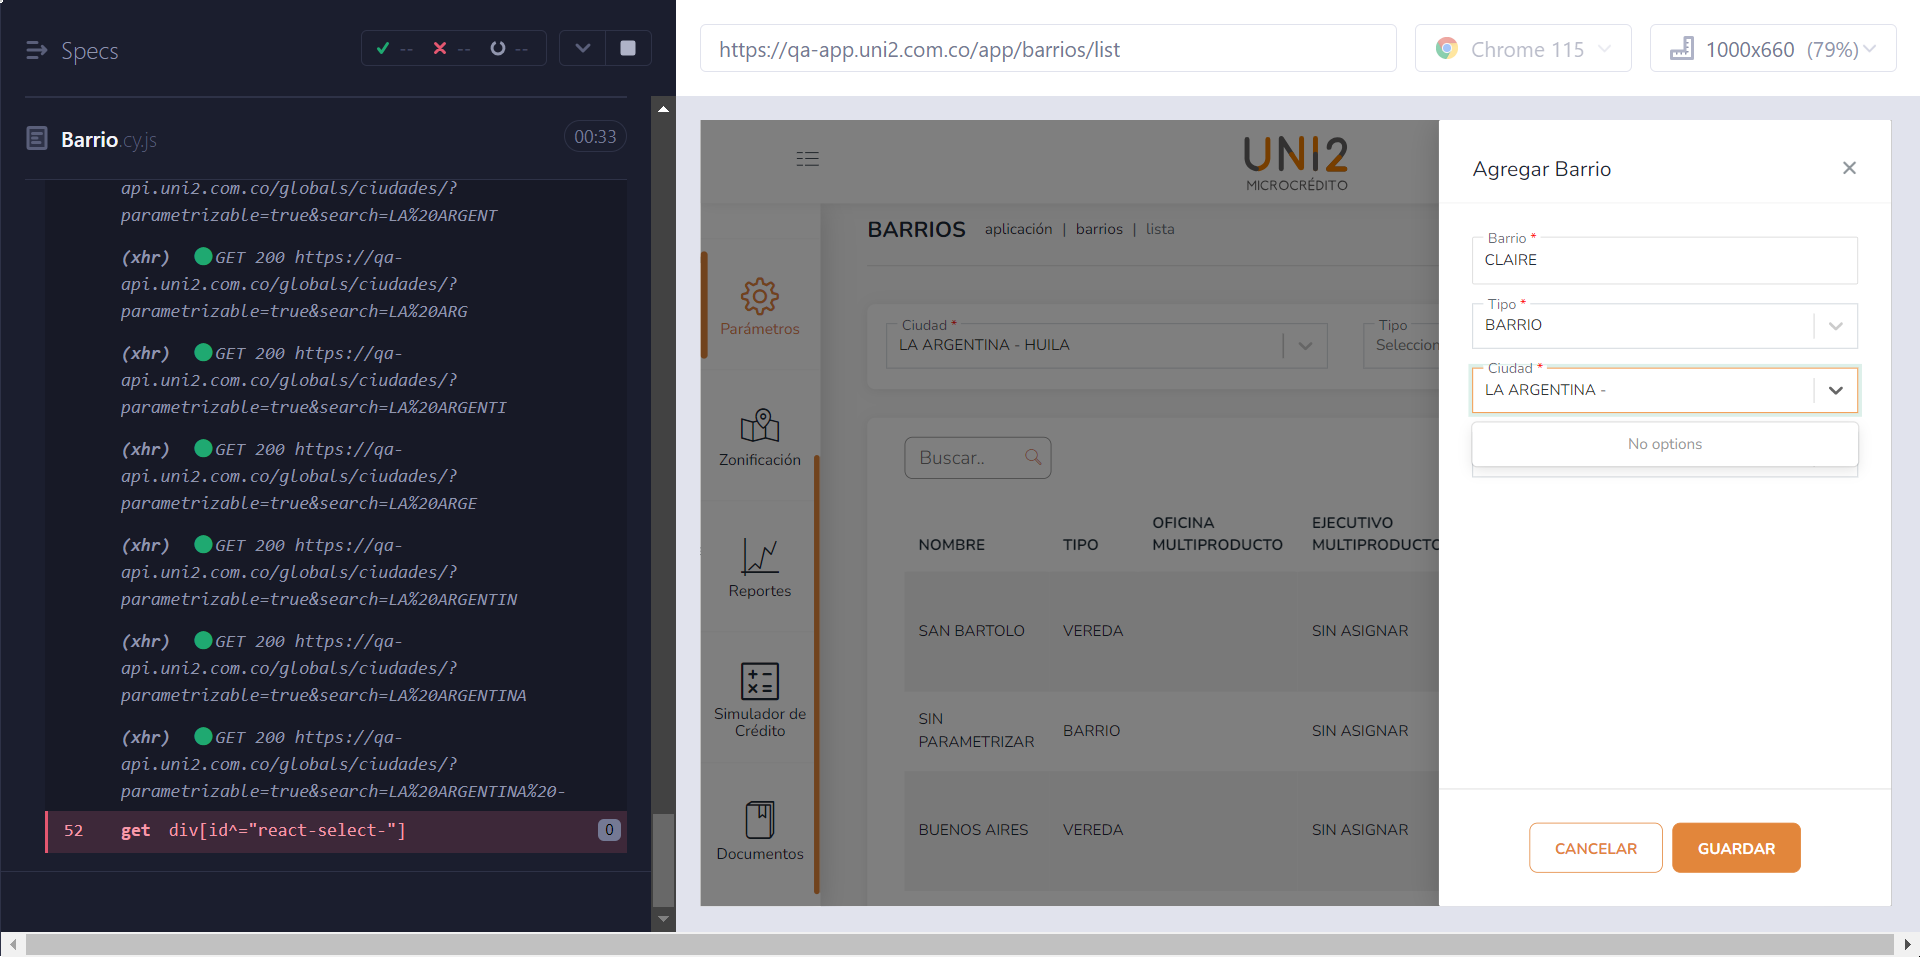 Specs
--
--
--
Barrio.cy.js
00:33
api.uni2.com.co/globals/ciudades/?
parametrizable=true&search=LA%20ARGENT
(xhr) GET 200 https://qa-
api.uni2.com.co/globals/ciudades/?
parametrizable=true&search=LA%20ARG
(xhr) GET 200 https://qa-
api.uni2.com.co/globals/ciudades/?
parametrizable=true&search=LA%20ARGENTI
(xhr) GET 200 https://qa-
api.uni2.com.co/globals/ciudades/?
parametrizable=true&search=LA%20ARGE
(xhr) GET 200 https://qa-
api.uni2.com.co/globals/ciudades/?
parametrizable=true&search=LA%20ARGENTIN
(xhr) GET 200 https://qa-
api.uni2.com.co/globals/ciudades/?
parametrizable=true&search=LA%20ARGENTINA
(xhr) GET 200 https://qa-
api.uni2.com.co/globals/ciudades/?
parametrizable=true&search=LA%20ARGENTINA%20-
52 get div[id^="react-select-"] 0
https://qa-app.uni2.com.co/app/barrios/list
Chrome 115
1000x660 (79%)
UNI2
MICROCRÉDITO
Parámetros
Zonificación
Reportes
Simulador de
Crédito
Documentos
BARRIOS aplicación | barrios | lista
Ciudad *
LA ARGENTINA - HUILA
Tipo
Seleccion
Buscar..
NOMBRE
TIPO
OFICINA
MULTIPRODUCTO
EJECUTIVO
MULTIPRODUCTO
SAN BARTOLO VEREDA SIN ASIGNAR
SIN
PARAMETRIZAR
BARRIO SIN ASIGNAR
BUENOS AIRES VEREDA SIN ASIGNAR
Agregar Barrio
Barrio *
CLAIRE
Tipo *
BARRIO
Ciudad *
LA ARGENTINA -
No options
CANCELAR
GUARDAR